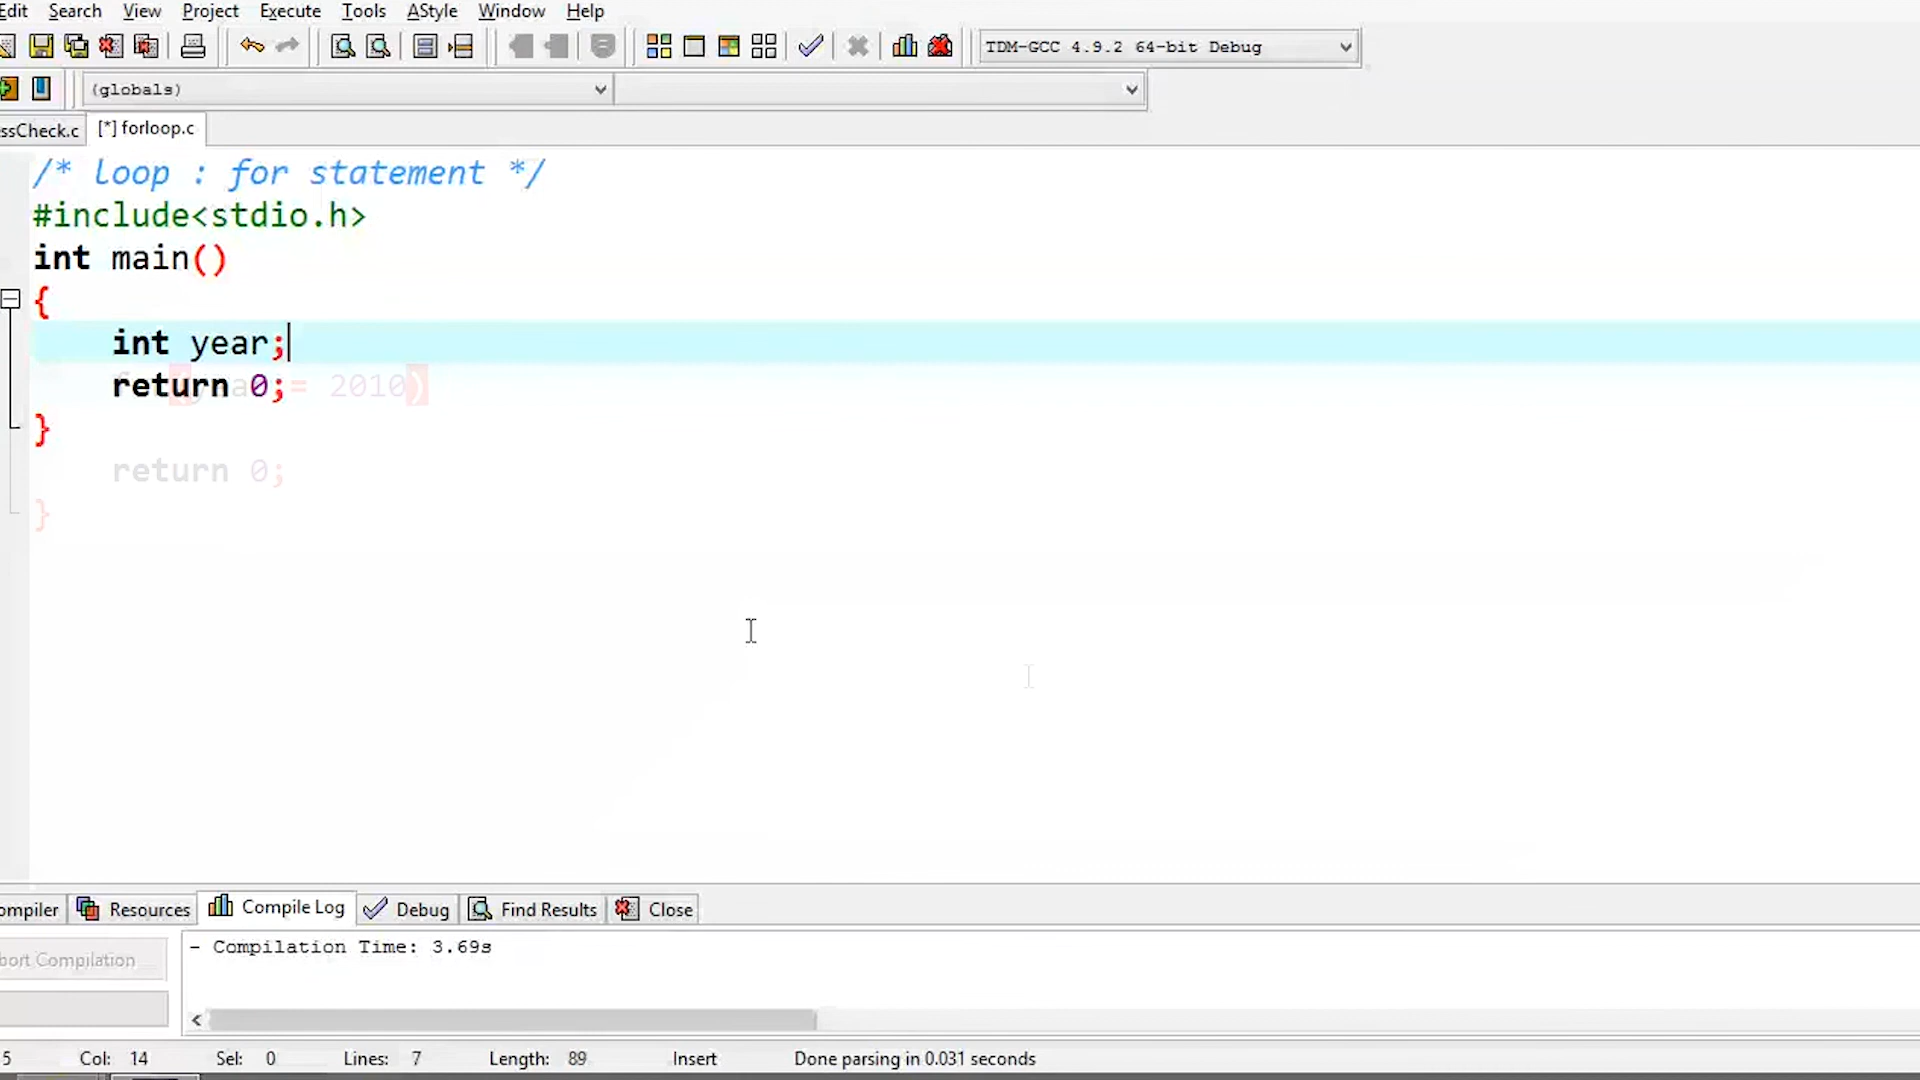 Edit Search View Project Execute Tools AStyle Window Help
TDM-GCC 4.9.2 64-bit Debug
(globals)
ssCheck.c [*] forloop.c
/* loop : for statement */
#include<stdio.h>
int main()
{
int year;
return 0;
= 2010)
}
return 0;
}
ompiler Resources Compile Log Debug Find Results Close
bort Compilation
- Compilation Time: 3.69s
5 Col: 14 Sel: 0 Lines: 7 Length: 89 Insert Done parsing in 0.031 seconds